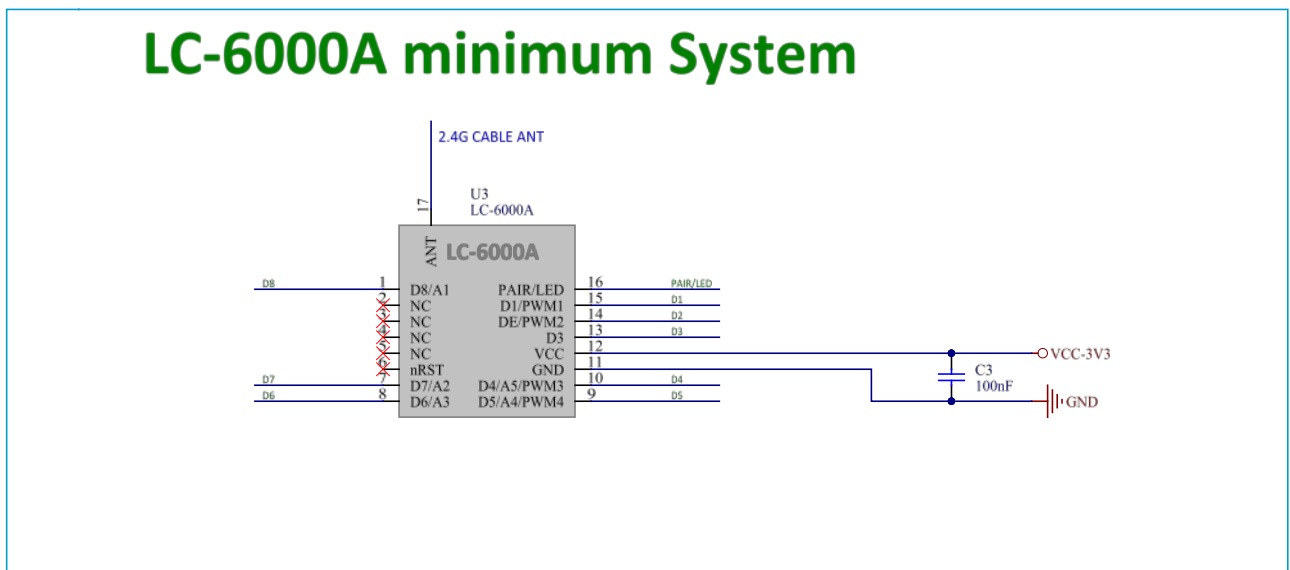 LC-6000A minimum System
2.4G CABLE ANT
U3
LC-6000A
17
ANT
LC-6000A
D8 1 D8/A1 PAIR/LED 16 PAIR/LED
2 NC D1/PWM1 15 D1
3 NC DE/PWM2 14 D2
4 NC D3 13 D3
5 NC VCC 12 VCC-3V3
6 nRST GND 11
D7 7 D7/A2 D4/A5/PWM3 10 D4
D6 8 D6/A3 D5/A4/PWM4 9 D5
C3
100nF
GND